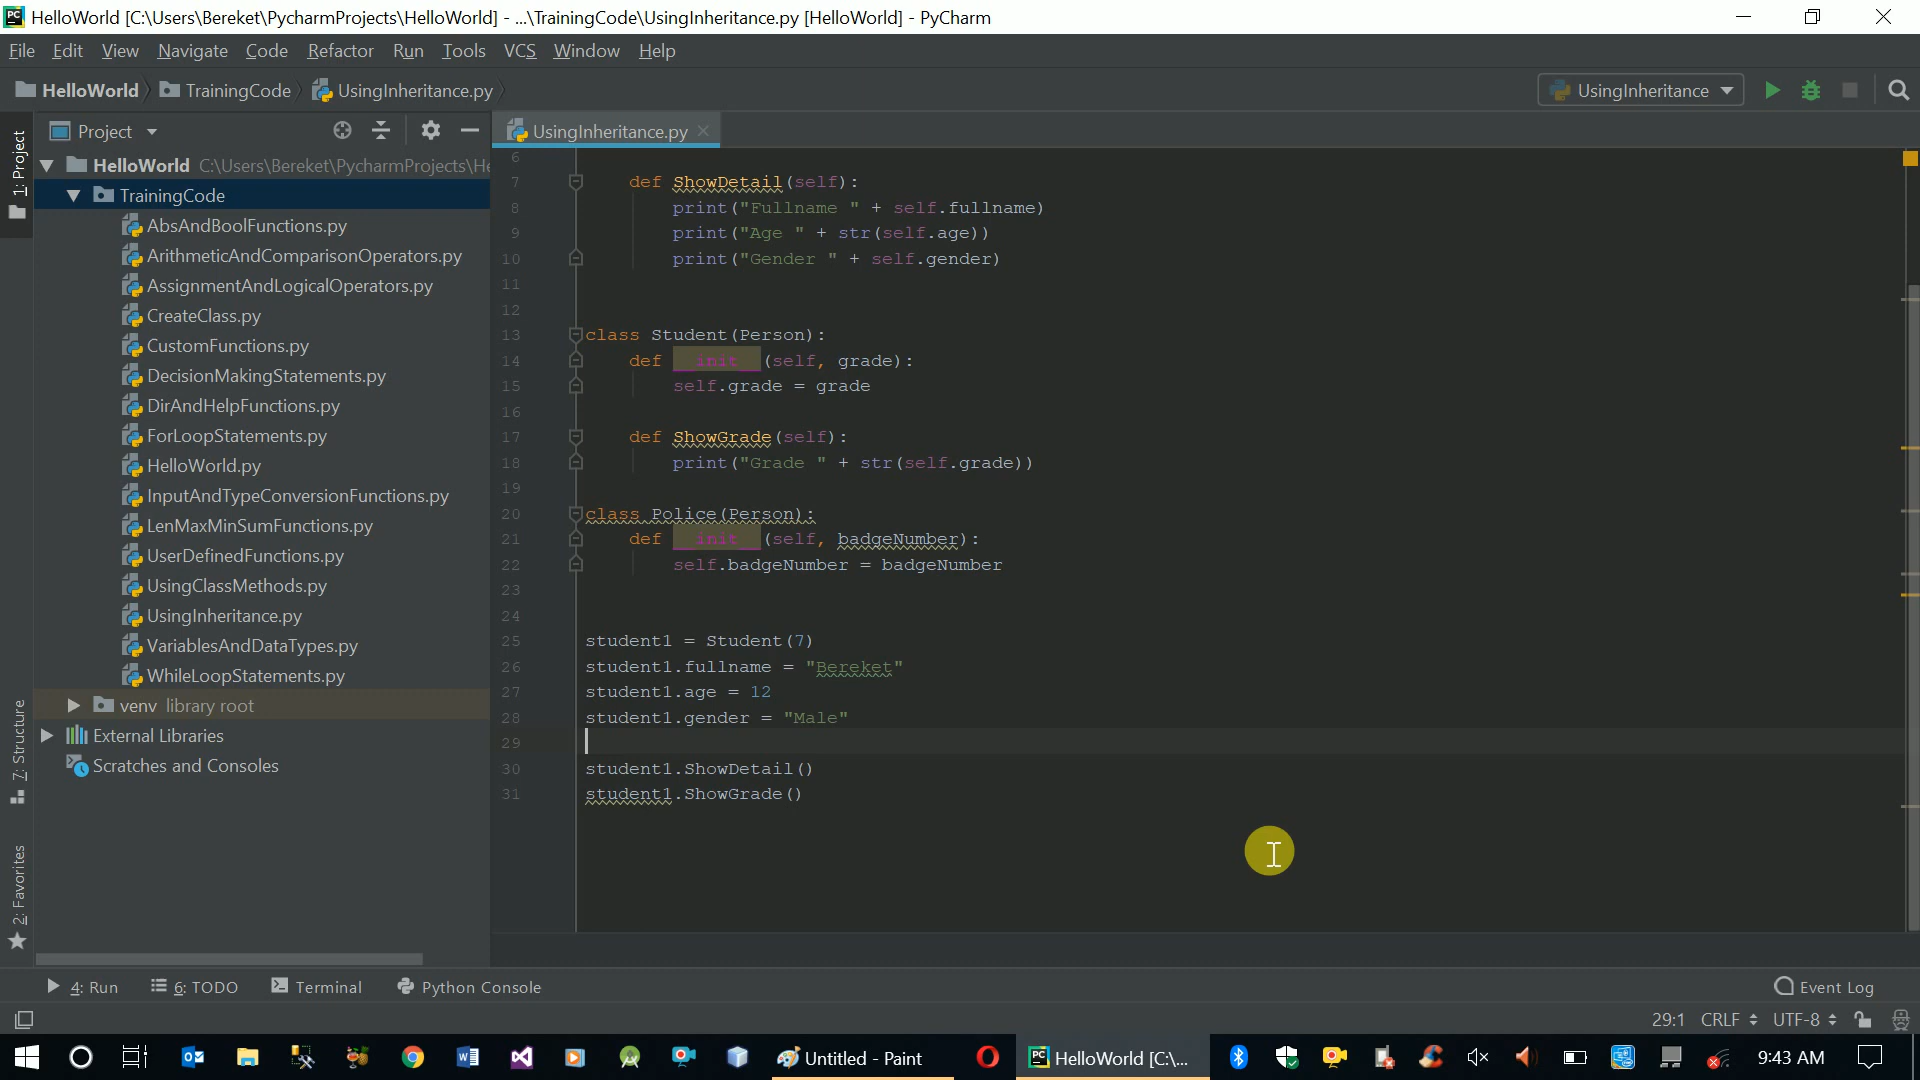 HelloWorld [C:\Users\Bereket\PycharmProjects\HelloWorld] - ...\TrainingCode\UsingInheritance.py [HelloWorld] - PyCharm
File Edit View Navigate Code Refactor Run Tools VCS Window Help
HelloWorld TrainingCode UsingInheritance.py UsingInheritance
1: Project
Project
UsingInheritance.py
HelloWorld C:\Users\Bereket\PycharmProjects\He
TrainingCode
AbsAndBoolFunctions.py
ArithmeticAndComparisonOperators.py
AssignmentAndLogicalOperators.py
CreateClass.py
CustomFunctions.py
DecisionMakingStatements.py
DirAndHelpFunctions.py
ForLoopStatements.py
HelloWorld.py
InputAndTypeConversionFunctions.py
LenMaxMinSumFunctions.py
UserDefinedFunctions.py
UsingClassMethods.py
UsingInheritance.py
VariablesAndDataTypes.py
WhileLoopStatements.py
venv library root
External Libraries
Scratches and Consoles
7: Structure
2: Favorites
6
7 def ShowDetail(self):
8 print("Fullname " + self.fullname)
9 print("Age " + str(self.age))
10 print("Gender " + self.gender)
11
12
13 class Student(Person):
14 def __init__(self, grade):
15 self.grade = grade
16
17 def ShowGrade(self):
18 print("Grade " + str(self.grade))
19
20 class Police(Person):
21 def __init__(self, badgeNumber):
22 self.badgeNumber = badgeNumber
23
24
25 student1 = Student(7)
26 student1.fullname = "Bereket"
27 student1.age = 12
28 student1.gender = "Male"
29
30 student1.ShowDetail()
31 student1.ShowGrade()
4: Run 6: TODO Terminal Python Console Event Log
29:1 CRLF UTF-8
Untitled - Paint HelloWorld [C:\... 9:43 AM